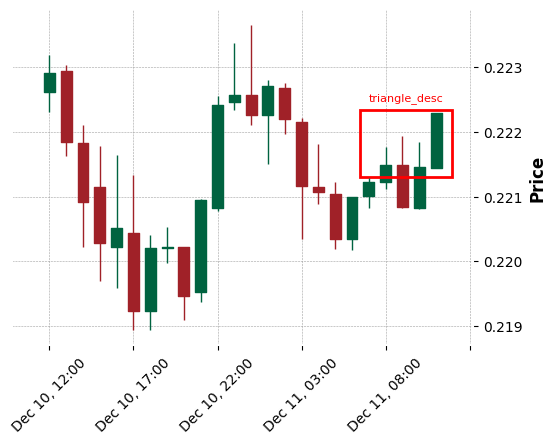 triangle_desc
0.223
0.222
0.221
0.220
0.219
Price
Dec 10, 12:00
Dec 10, 17:00
Dec 10, 22:00
Dec 11, 03:00
Dec 11, 08:00